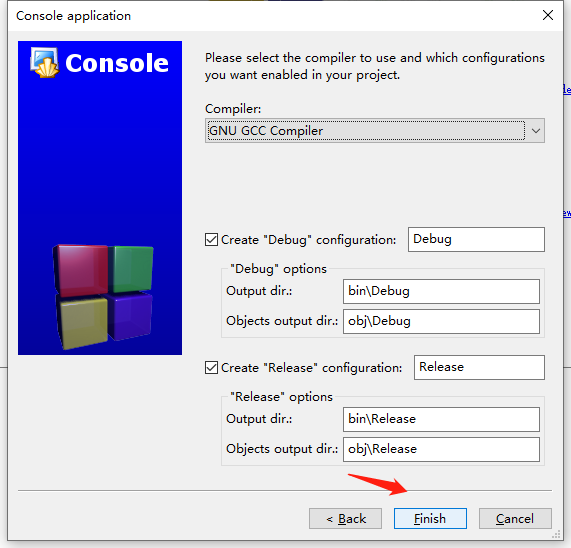 Console application
Console
Please select the compiler to use and which configurations
you want enabled in your project.
Compiler:
GNU GCC Compiler
Create "Debug" configuration: Debug
"Debug" options
Output dir.: bin\Debug
Objects output dir.: obj\Debug
Create "Release" configuration: Release
"Release" options
Output dir.: bin\Release
Objects output dir.: obj\Release
< Back Finish Cancel